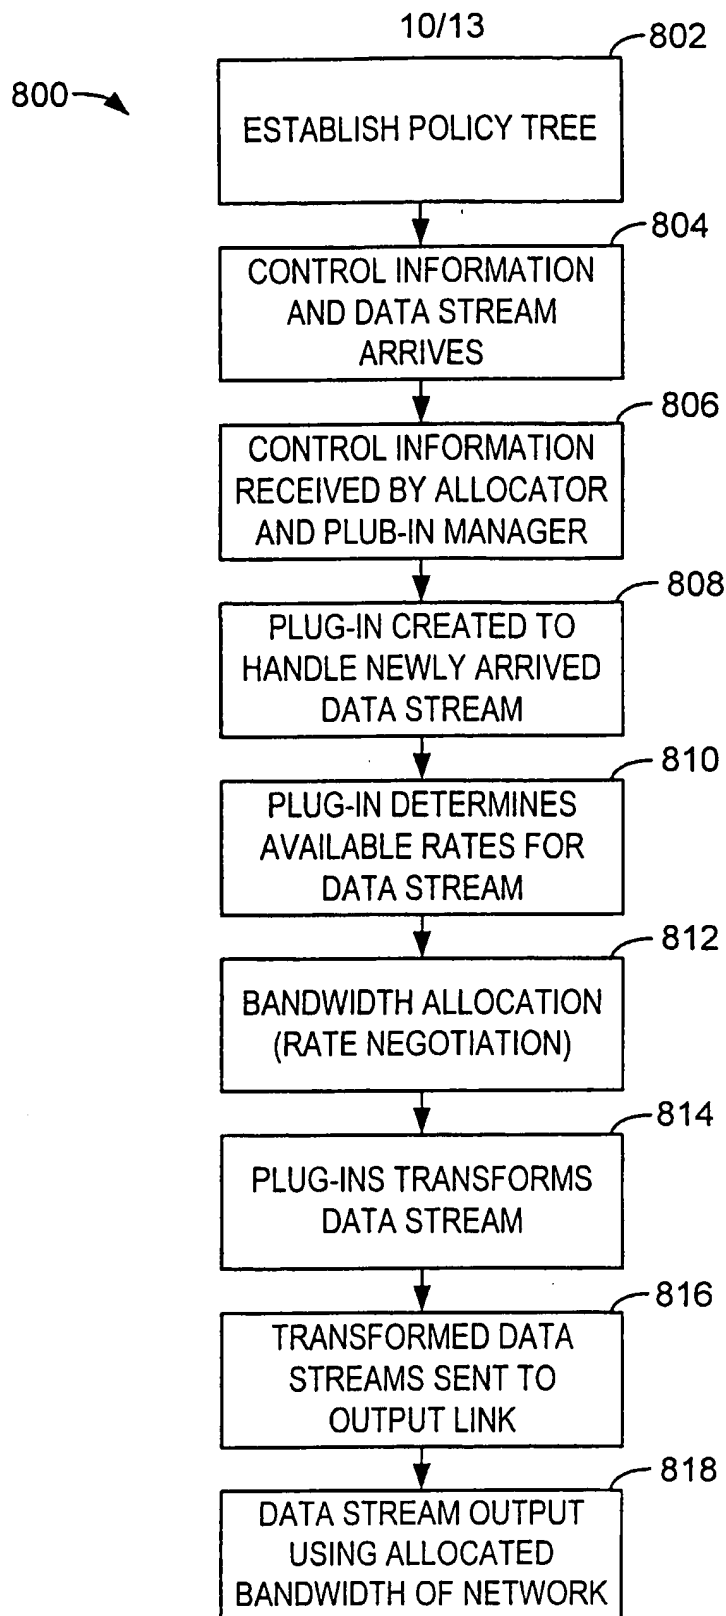 10/13
800
802
ESTABLISH POLICY TREE
804
CONTROL INFORMATION
AND DATA STREAM
ARRIVES
806
CONTROL INFORMATION
RECEIVED BY ALLOCATOR
AND PLUB-IN MANAGER
808
PLUG-IN CREATED TO
HANDLE NEWLY ARRIVED
DATA STREAM
810
PLUG-IN DETERMINES
AVAILABLE RATES FOR
DATA STREAM
812
BANDWIDTH ALLOCATION
(RATE NEGOTIATION)
814
PLUG-INS TRANSFORMS
DATA STREAM
816
TRANSFORMED DATA
STREAMS SENT TO
OUTPUT LINK
818
DATA STREAM OUTPUT
USING ALLOCATED
BANDWIDTH OF NETWORK